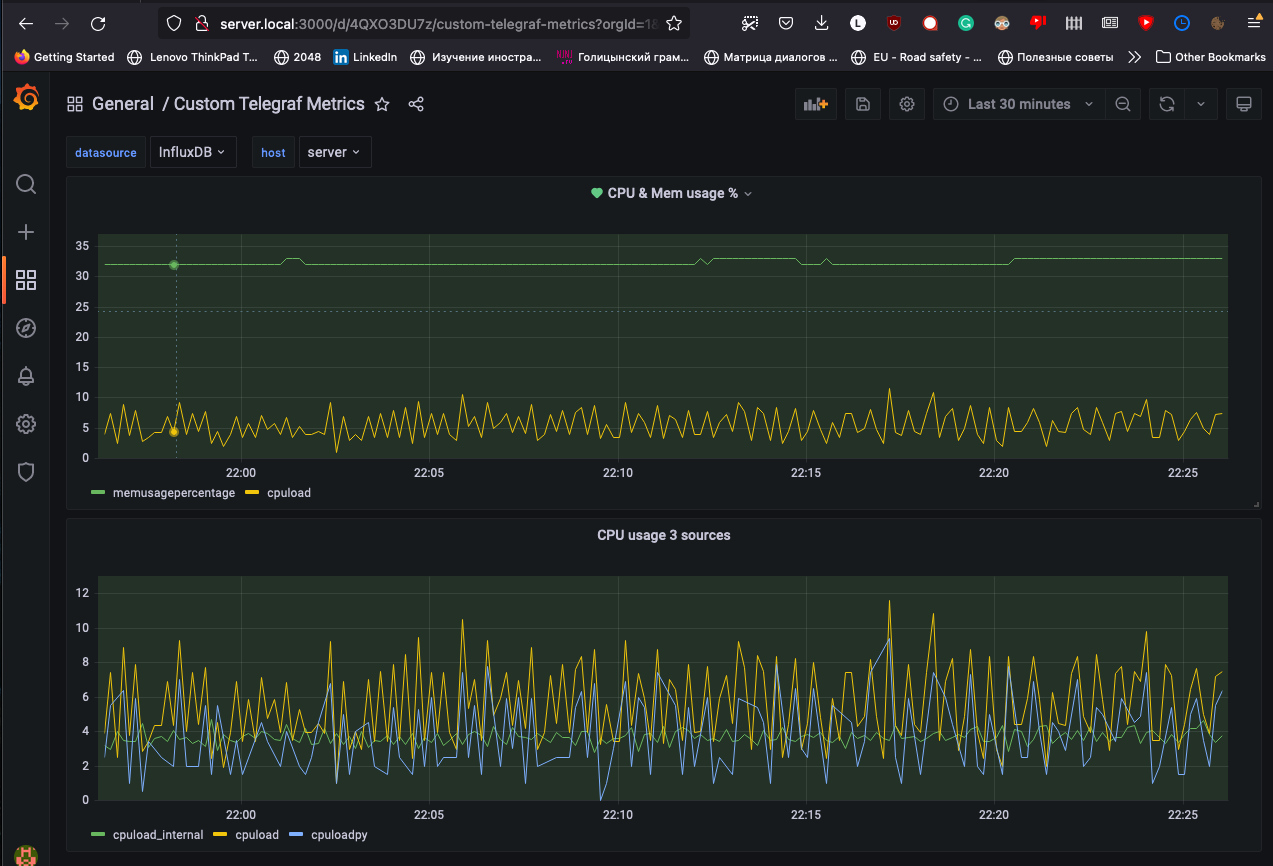 server.local:3000/d/4QXO3DU7z/custom-telegraf-metrics?orgId=1
Getting Started Lenovo ThinkPad T... 2048 LinkedIn Изучение иностра... Голицынский грам... Матрица диалогов ... EU - Road safety - ... Полезные советы Other Bookmarks
General / Custom Telegraf Metrics Last 30 minutes
datasource InfluxDB host server
CPU & Mem usage %
35
30
25
20
15
10
5
0
22:00 22:05 22:10 22:15 22:20 22:25
memusagepercentage cpuload
CPU usage 3 sources
12
10
8
6
4
2
0
22:00 22:05 22:10 22:15 22:20 22:25
cpuload_internal cpuload cpuloadpy